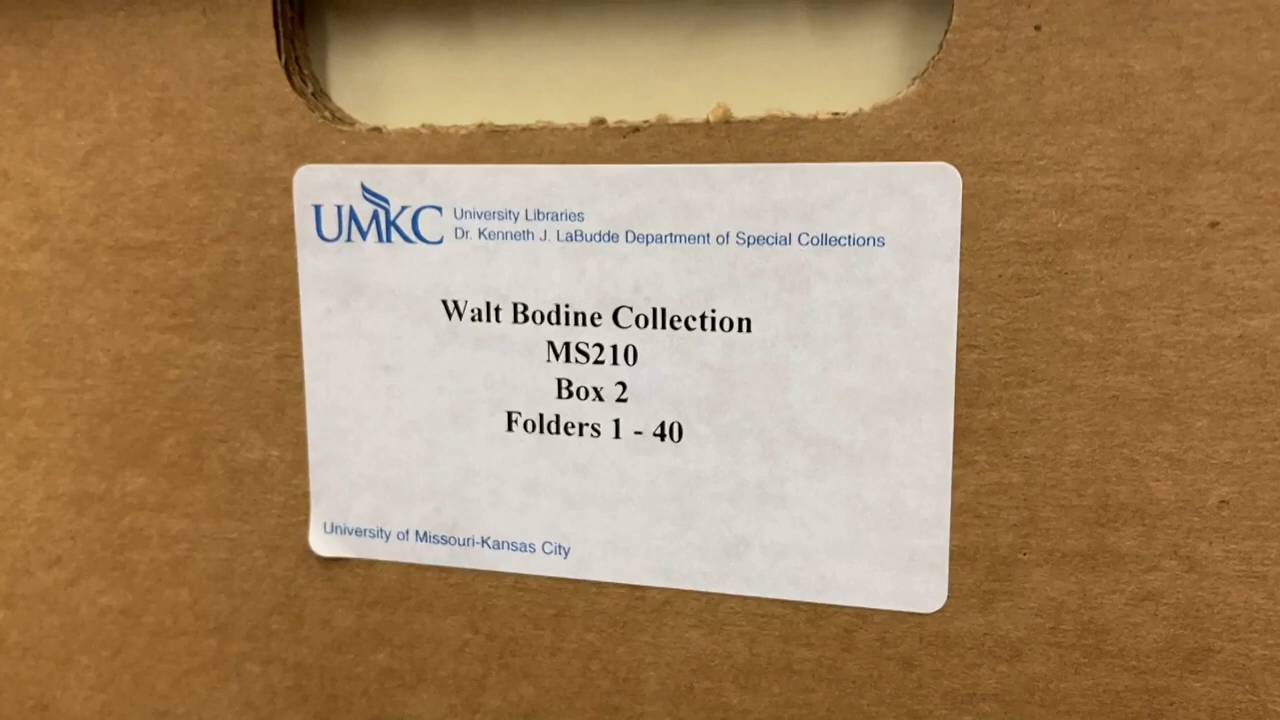 UMKC
University Libraries
Dr. Kenneth J. LaBudde Department of Special Collections
Walt Bodine Collection
MS210
Box 2
Folders 1 - 40
University of Missouri-Kansas City